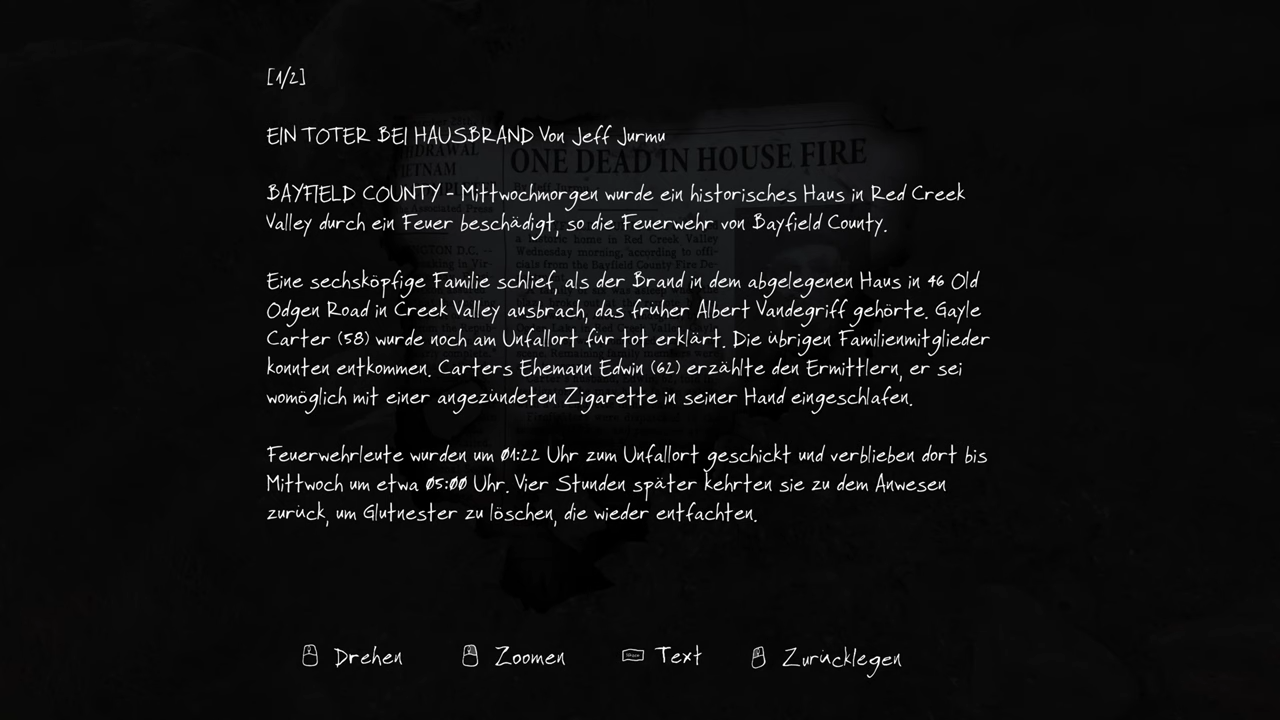 [1/2]
EIN TOTER BEI HAUSBRAND Von Jeff Jurmu
ONE DEAD IN HOUSE FIRE
BAYFIELD COUNTY - Mittwochmorgen wurde ein historisches Haus in Red Creek
Valley durch ein Feuer beschädigt, so die Feuerwehr von Bayfield County.
Eine sechsköpfige Familie schlief, als der Brand in dem abgelegenen Haus in 46 Old
Odgen Road in Creek Valley ausbrach, das früher Albert Vandegriff gehörte. Gayle
Carter (58) wurde noch am Unfallort für tot erklärt. Die übrigen Familienmitglieder
konnten entkommen. Carters Ehemann Edwin (62) erzählte den Ermittlern, er sei
womöglich mit einer angezündeten Zigarette in seiner Hand eingeschlafen.
Feuerwehrleute wurden um 01:22 Uhr zum Unfallort geschickt und verblieben dort bis
Mittwoch um etwa 05:00 Uhr. Vier Stunden später kehrten sie zu dem Anwesen
zurück, um Glutnester zu löschen, die wieder entfachten.
Drehen Zoomen Text Zurücklegen